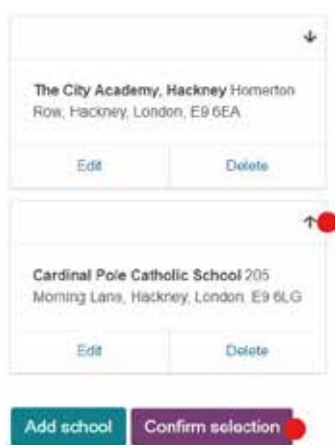 The City Academy, Hackney Homerton
Row, Hackney, London, E9 6EA
Edit Delete
Cardinal Pole Catholic School 205
Morning Lane, Hackney, London, E9 6LG
Edit Delete
Add school Confirm selection